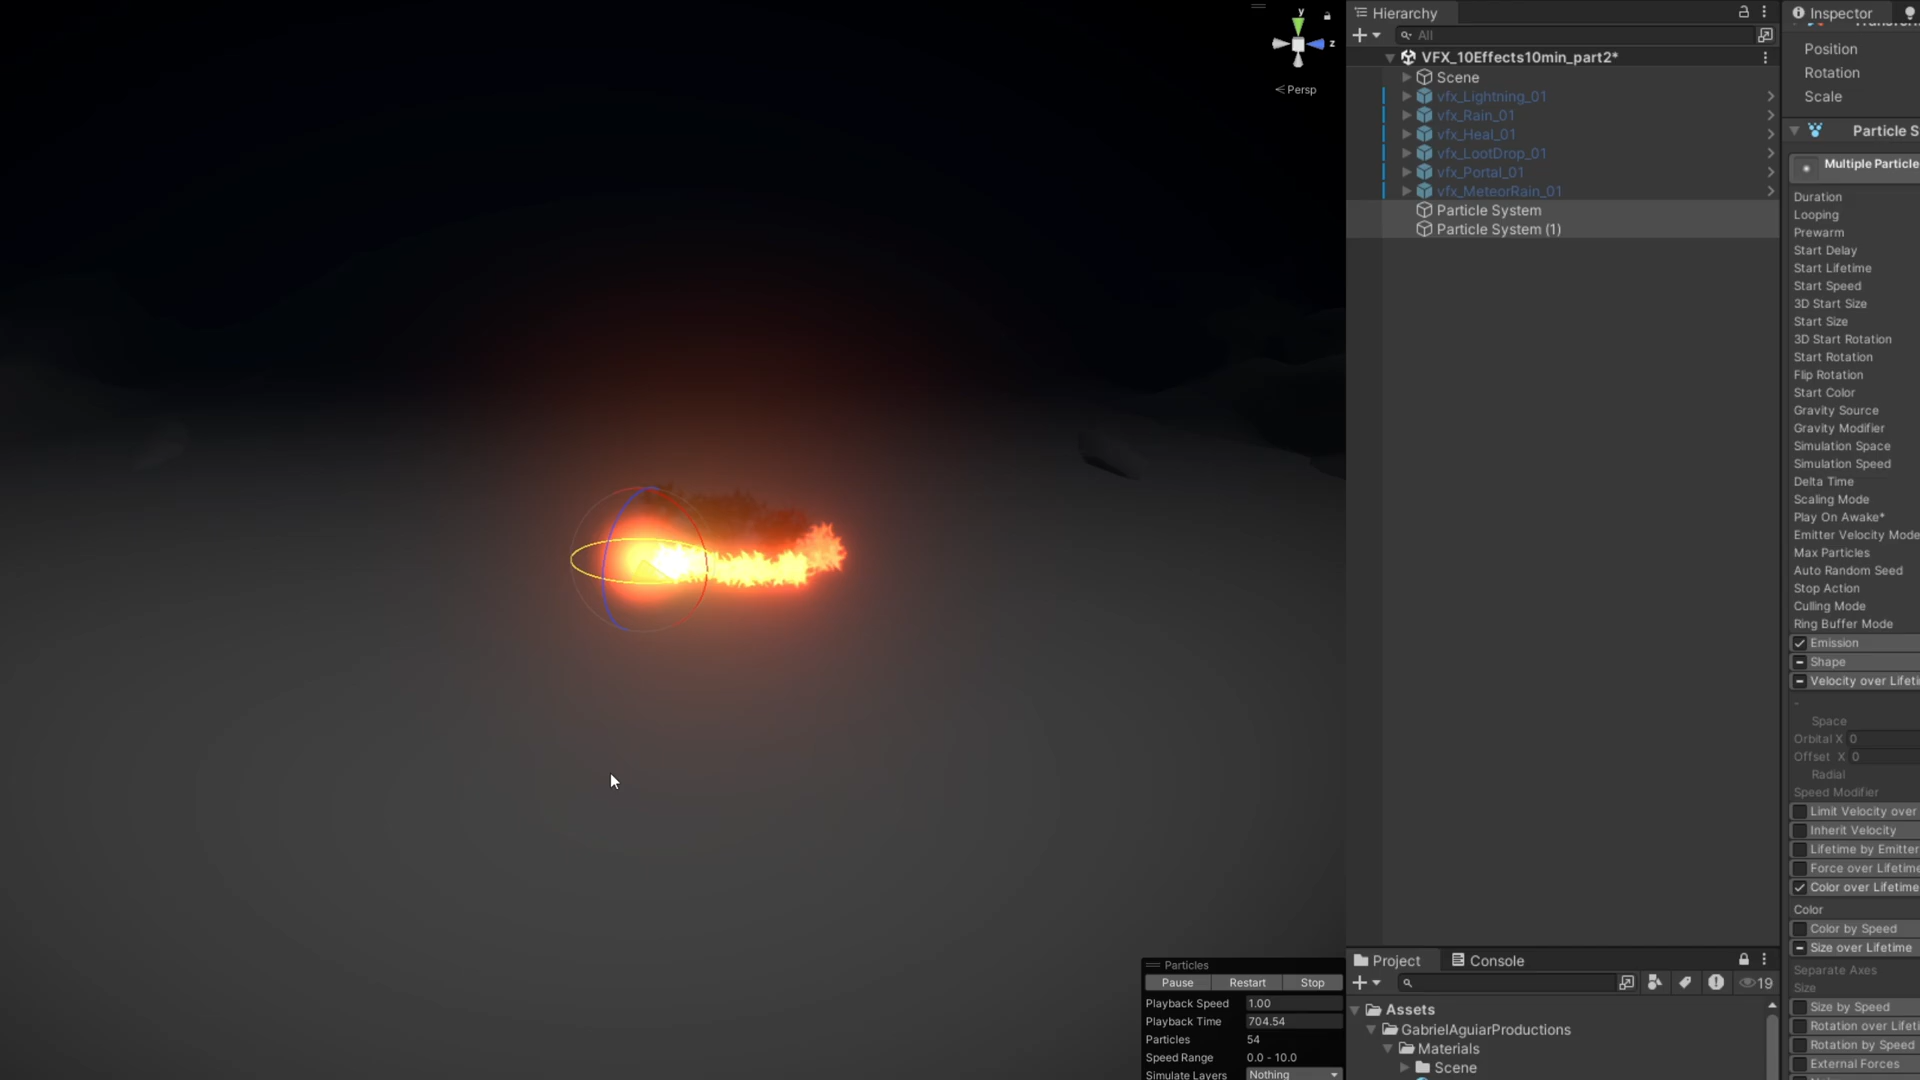 y
z
Persp
Particles
Pause Restart Stop
Playback Speed 1.00
Playback Time 704.54
Particles 54
Speed Range 0.0 - 10.0
Simulate Layers Nothing
Hierarchy
All
VFX_10Effects10min_part2*
Scene
vfx_Lightning_01
vfx_Rain_01
vfx_Heal_01
vfx_LootDrop_01
vfx_Portal_01
vfx_MeteorRain_01
Particle System
Particle System (1)
Project Console
19
Assets
GabrielAguiarProductions
Materials
Scene
Inspector
Position
Rotation
Scale
Particle S
Multiple Particle
Duration
Looping
Prewarm
Start Delay
Start Lifetime
Start Speed
3D Start Size
Start Size
3D Start Rotation
Start Rotation
Flip Rotation
Start Color
Gravity Source
Gravity Modifier
Simulation Space
Simulation Speed
Delta Time
Scaling Mode
Play On Awake*
Emitter Velocity Mode
Max Particles
Auto Random Seed
Stop Action
Culling Mode
Ring Buffer Mode
Emission
Shape
Velocity over Lifeti
-
Space
Orbital X 0
Offset X 0
Radial
Speed Modifier
Limit Velocity over
Inherit Velocity
Lifetime by Emitter
Force over Lifetime
Color over Lifetime
Color
Color by Speed
Size over Lifetime
Separate Axes
Size
Size by Speed
Rotation over Lifeti
Rotation by Speed
External Forces